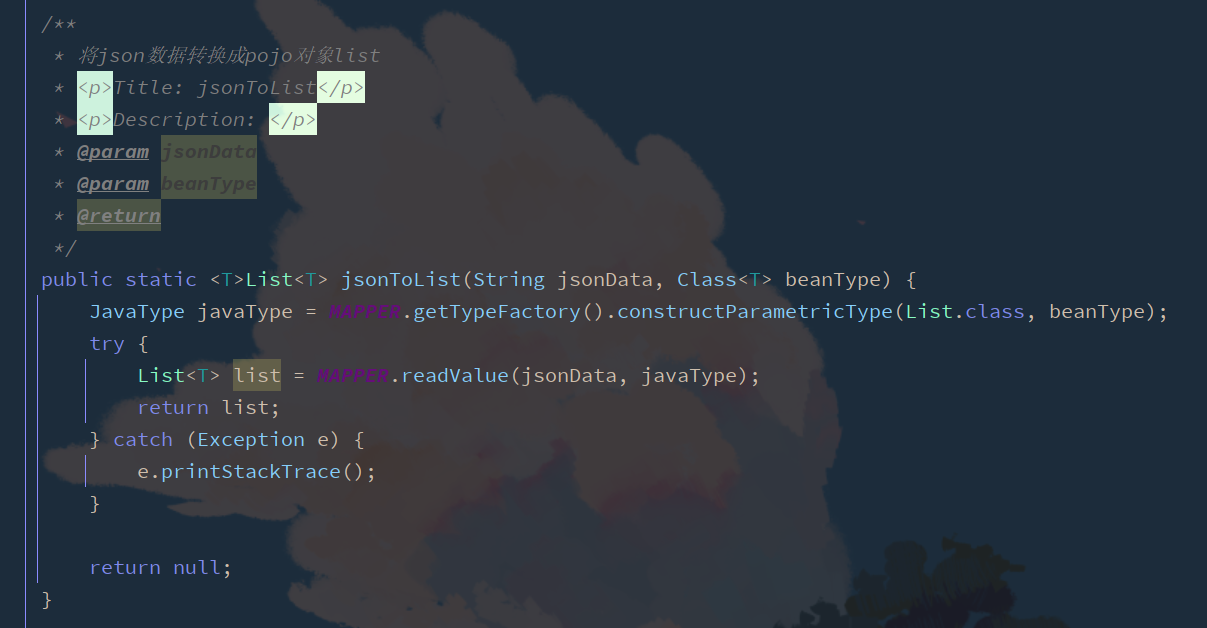 /**
 * 将json数据转换成pojo对象list
 * <p>Title: jsonToList</p>
 * <p>Description: </p>
 * @param jsonData
 * @param beanType
 * @return
 */
public static <T>List<T> jsonToList(String jsonData, Class<T> beanType) {
    JavaType javaType = MAPPER.getTypeFactory().constructParametricType(List.class, beanType);
    try {
        List<T> list = MAPPER.readValue(jsonData, javaType);
        return list;
    } catch (Exception e) {
        e.printStackTrace();
    }

    return null;
}